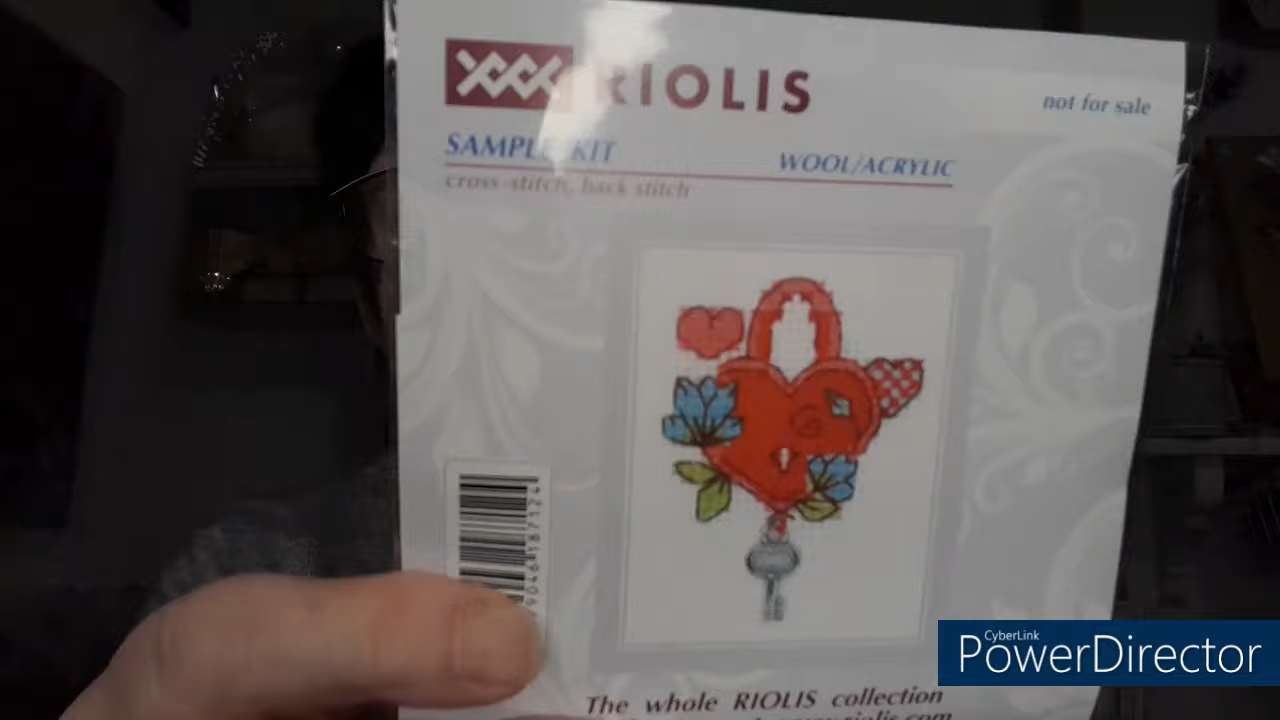 RIOLIS
not for sale
SAMPLE KIT
WOOL/ACRYLIC
cross-stitch, back stitch
The whole RIOLIS collection
CyberLink
PowerDirector